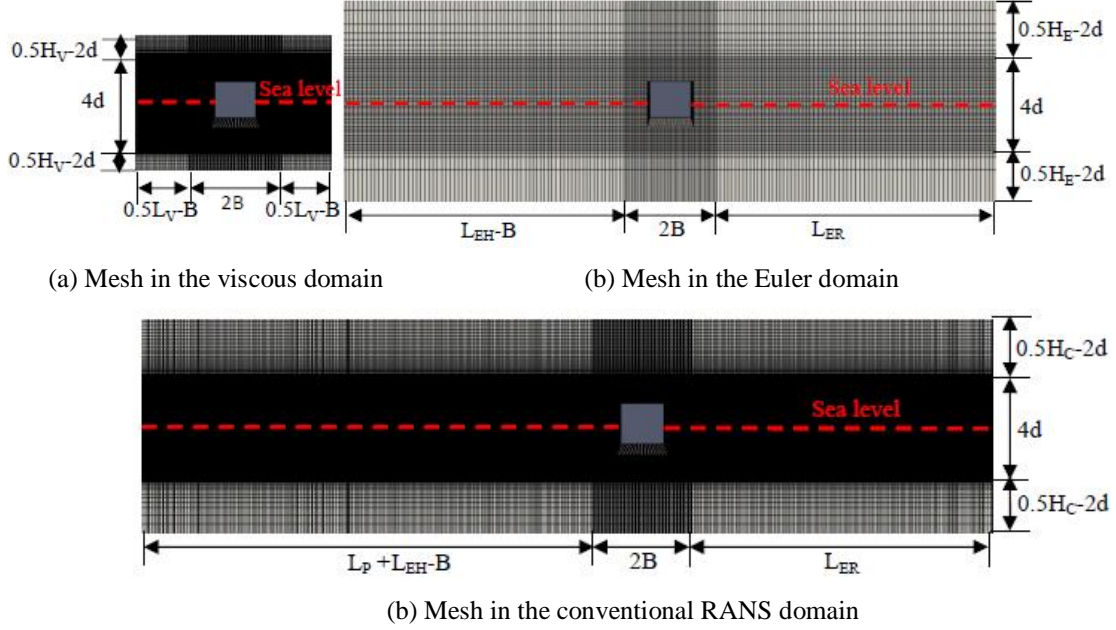 0.5H_V-2d
4d
0.5H_V-2d
Sea level
0.5L_V-B
2B
0.5L_V-B
Sea level
0.5H_E-2d
4d
0.5H_E-2d
L_EH-B
2B
L_ER
(a) Mesh in the viscous domain
(b) Mesh in the Euler domain
Sea level
0.5H_C-2d
4d
0.5H_C-2d
L_P +L_EH-B
2B
L_ER
(b) Mesh in the conventional RANS domain